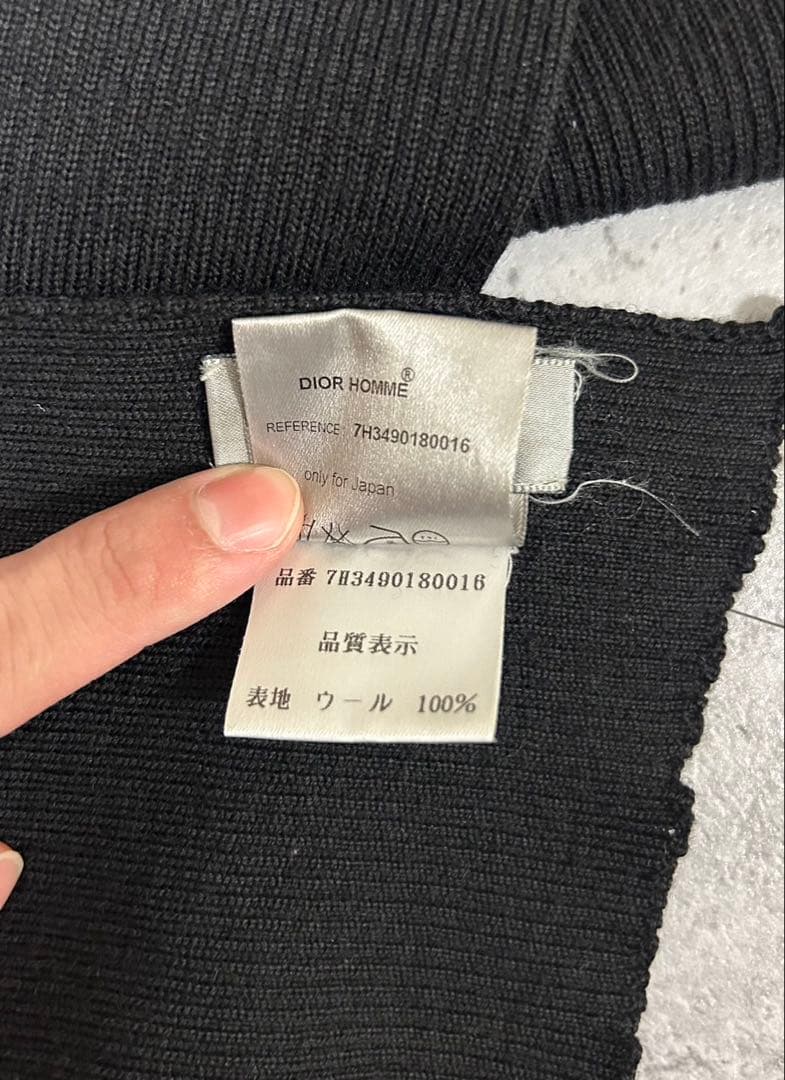 DIOR HOMME®
REFERENCE: 7H3490180016
only for Japan
品番 7H3490180016
品質表示
表地 ウール 100%